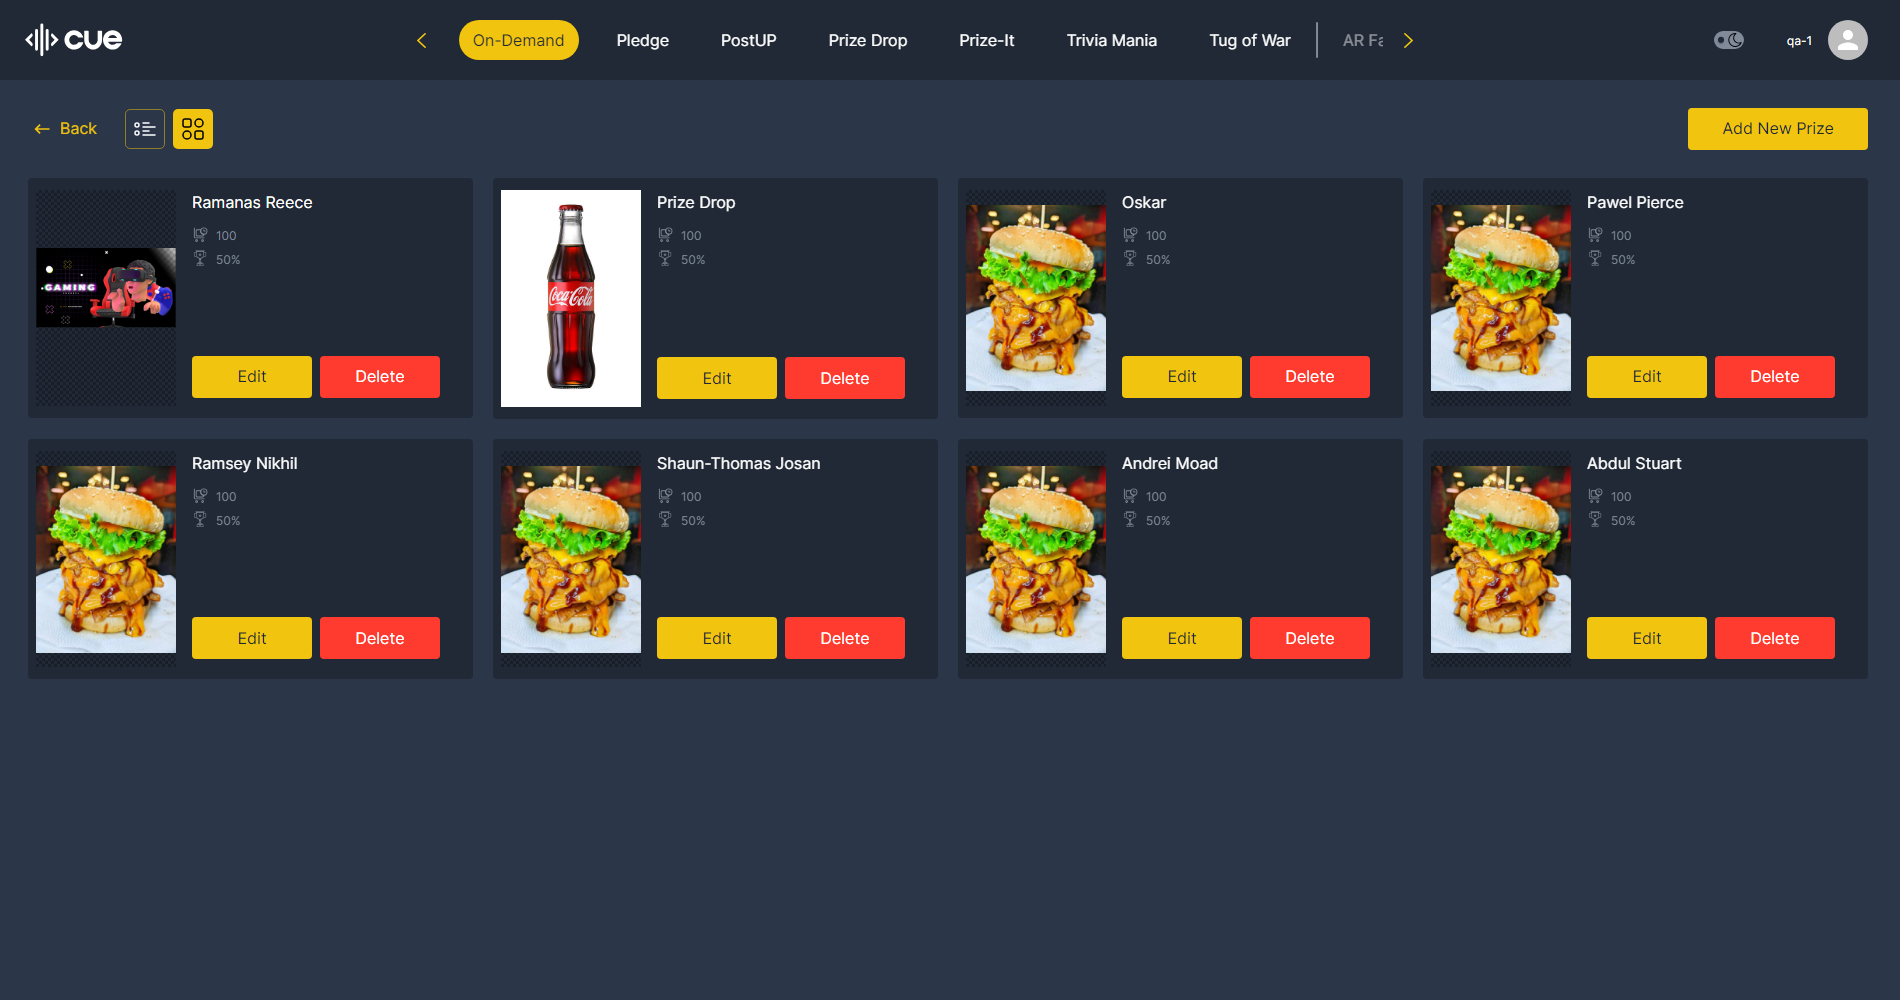 cue
On-Demand
Pledge
PostUP
Prize Drop
Prize-It
Trivia Mania
Tug of War
AR Fa
qa-1
Back
Add New Prize
Ramanas Reece
100
50%
GAMING
Edit
Delete
Prize Drop
100
50%
Coca-Cola
Edit
Delete
Oskar
100
50%
Edit
Delete
Pawel Pierce
100
50%
Edit
Delete
Ramsey Nikhil
100
50%
Edit
Delete
Shaun-Thomas Josan
100
50%
Edit
Delete
Andrei Moad
100
50%
Edit
Delete
Abdul Stuart
100
50%
Edit
Delete